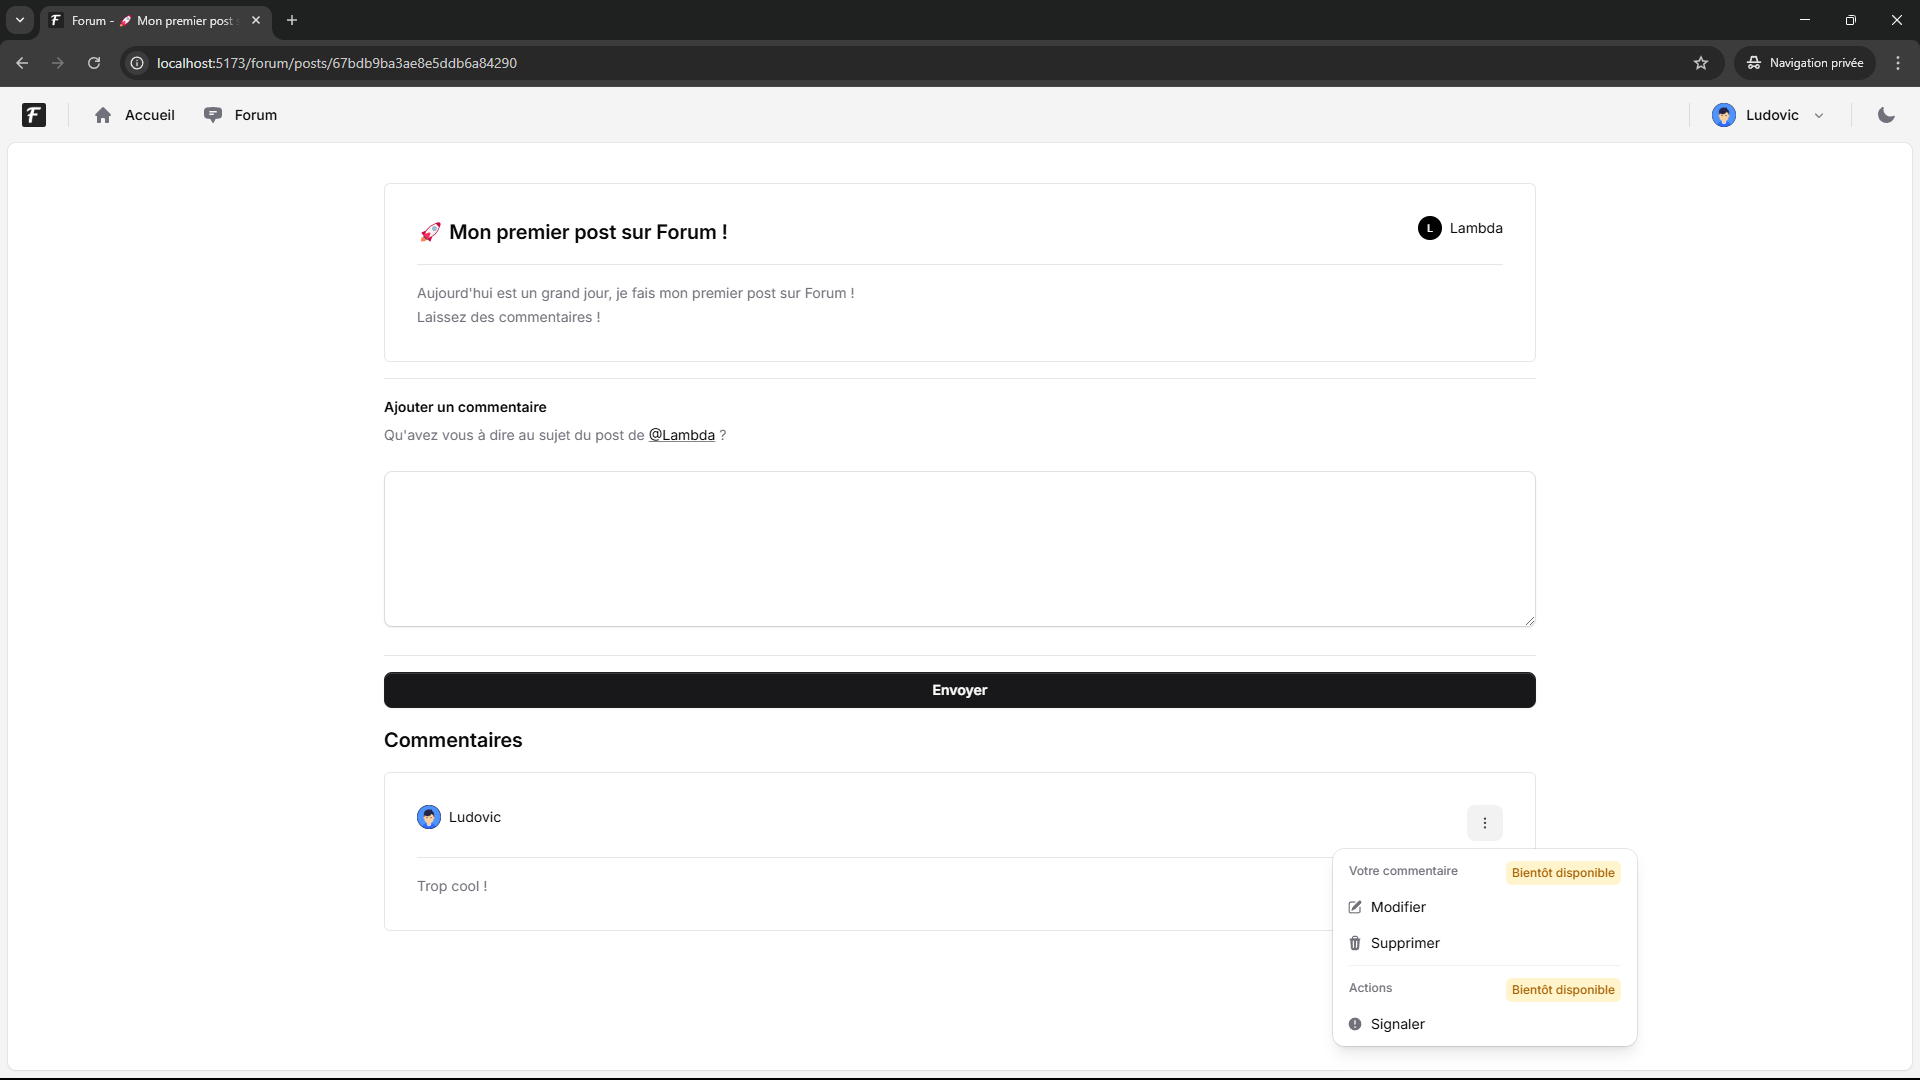 Forum - 🚀 Mon premier post
localhost:5173/forum/posts/67bdb9ba3ae8e5ddb6a84290
Navigation privée
F
Accueil
Forum
Ludovic
🚀 Mon premier post sur Forum !
L
Lambda
Aujourd'hui est un grand jour, je fais mon premier post sur Forum !
Laissez des commentaires !
Ajouter un commentaire
Qu'avez vous à dire au sujet du post de @Lambda ?
Envoyer
Commentaires
Ludovic
Trop cool !
Votre commentaire
Bientôt disponible
Modifier
Supprimer
Actions
Bientôt disponible
Signaler